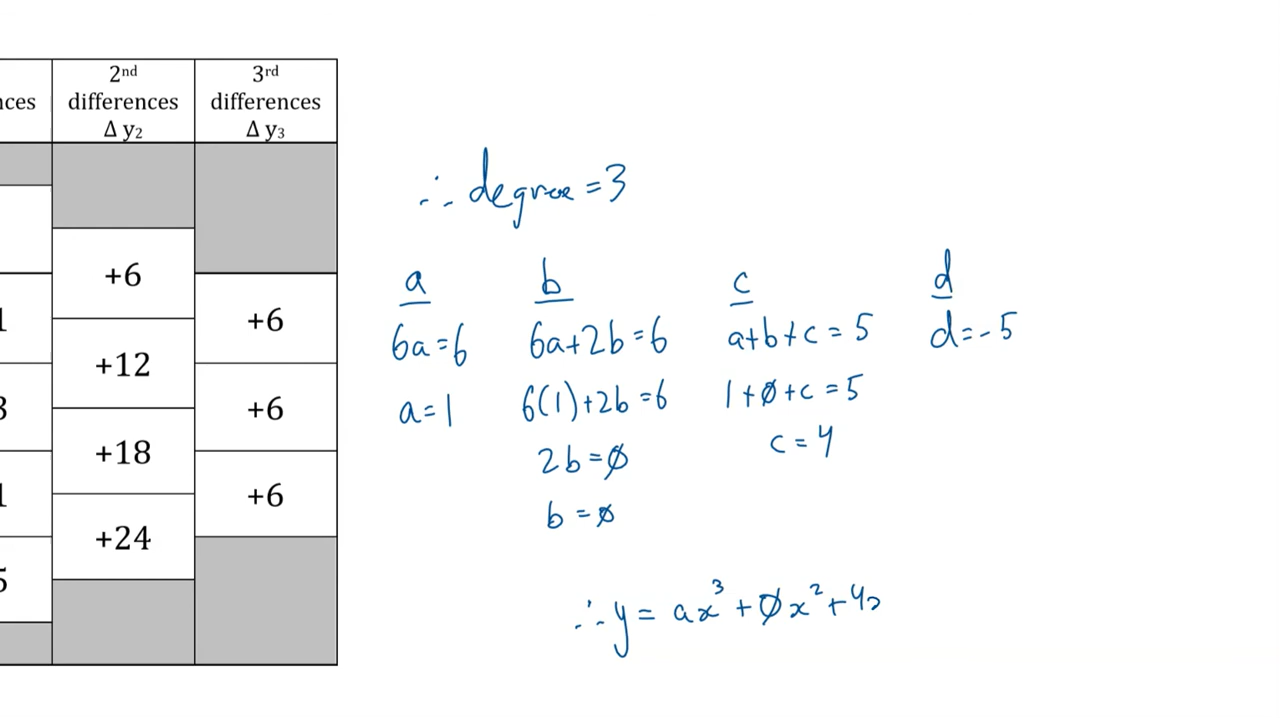 nces
2nd differences Δ y2
3rd differences Δ y3
+6
+6
1
+12
+6
3
+18
+6
1
+24
5
∴ degree = 3
a
6a = 6
a = 1
b
6a + 2b = 6
6(1) + 2b = 6
2b = 0
b = 0
c
a + b + c = 5
1 + 0 + c = 5
c = 4
d
d = -5
∴ y = ax³ + 0x² + 4